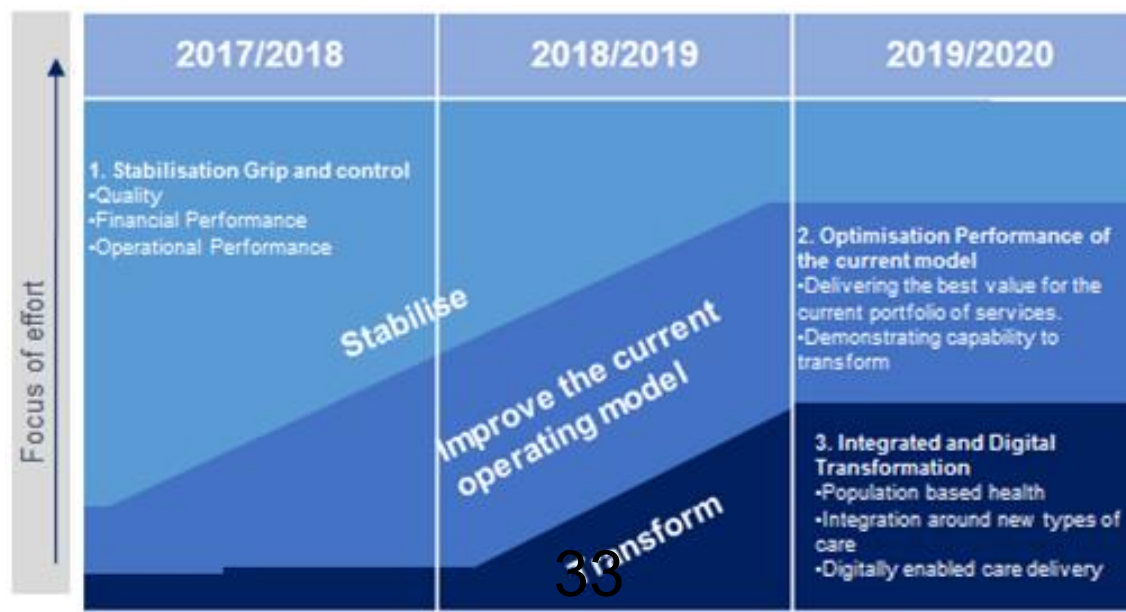 2017/2018
2018/2019
2019/2020
Focus of effort
1. Stabilisation Grip and control
•Quality
•Financial Performance
•Operational Performance
Stabilise
Improve the current
operating model
Transform
2. Optimisation Performance of
the current model
•Delivering the best value for the
current portfolio of services.
•Demonstrating capability to
transform
3. Integrated and Digital
Transformation
•Population based health
•Integration around new types of
care
•Digitally enabled care delivery
33